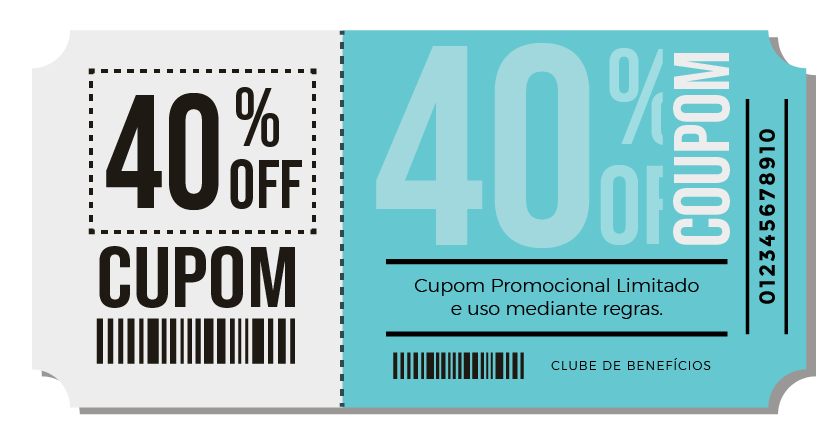 40%
OFF
CUPOM
40%
OF
COUPOM
Cupom Promocional Limitado
e uso mediante regras.
CLUBE DE BENEFÍCIOS
012345678910